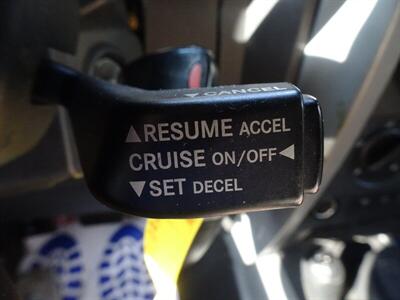 ▼CANCEL
▲RESUME ACCEL
CRUISE ON/OFF◄
▼SET DECEL